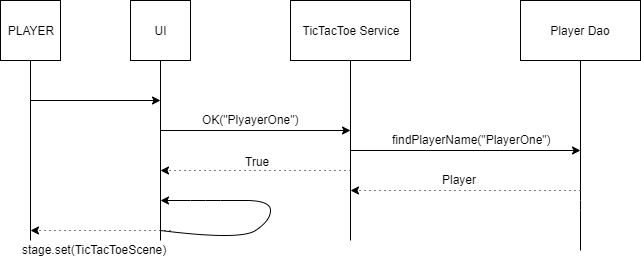 PLAYER
UI
TicTacToe Service
Player Dao
OK("PlyayerOne")
findPlayerName("PlayerOne")
True
Player
stage.set(TicTacToeScene)